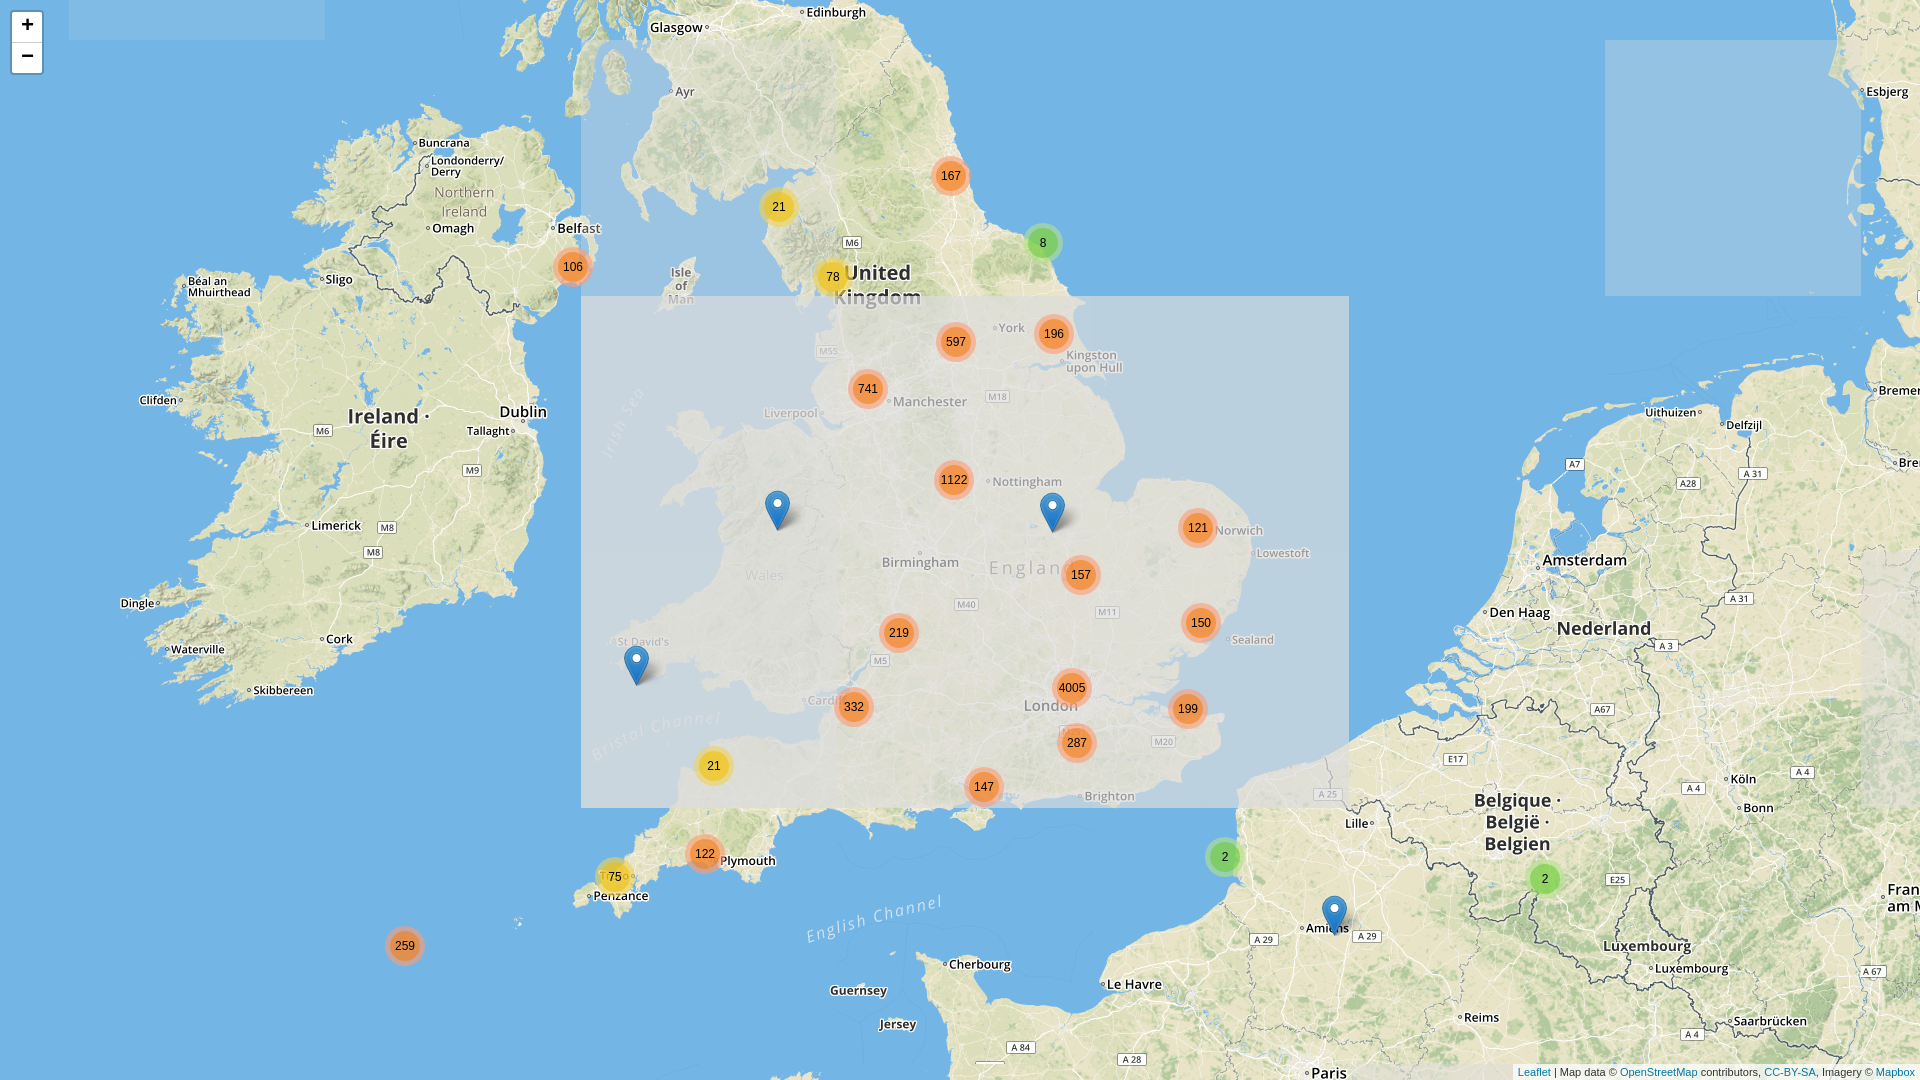 +
−
Edinburgh
Glasgow
Ayr
Esbjerg
Buncrana
Londonderry/
Derry
Northern
Ireland
Omagh
Belfast
167
21
8
M6
106
78
United
Kingdom
Isle
of
Man
Sligo
Béal an
Mhuirthead
York
196
597
M55
Kingston
upon Hull
741
Manchester
M18
Liverpool
Irish Sea
Clifden
Dublin
Ireland ·
Éire
M6
Tallaght
M9
1122
Nottingham
Limerick
M8
M8
121
Norwich
Lowestoft
Birmingham
Englan
157
Wales
M40
M11
150
Sealand
219
St David's
M5
Dingle
Cork
Waterville
Skibbereen
4005
London
332
199
287
M20
Bristol Channel
21
147
Brighton
A 25
122
Plymouth
75
Penzance
259
English Channel
Guernsey
Jersey
Cherbourg
Le Havre
A 84
A 28
A 29
Amiens
A 29
2
Lille
E17
Belgique ·
België ·
Belgien
2
E25
Uithuizen
Delfzijl
Bremer
Bre
A7
A 31
A28
Amsterdam
A 31
Den Haag
Nederland
A 3
A67
A 4
Köln
A 4
Bonn
Fran
am M
Luxembourg
Luxembourg
A 67
Reims
Saarbrücken
A 4
Paris
Leaflet | Map data © OpenStreetMap contributors, CC-BY-SA, Imagery © Mapbox